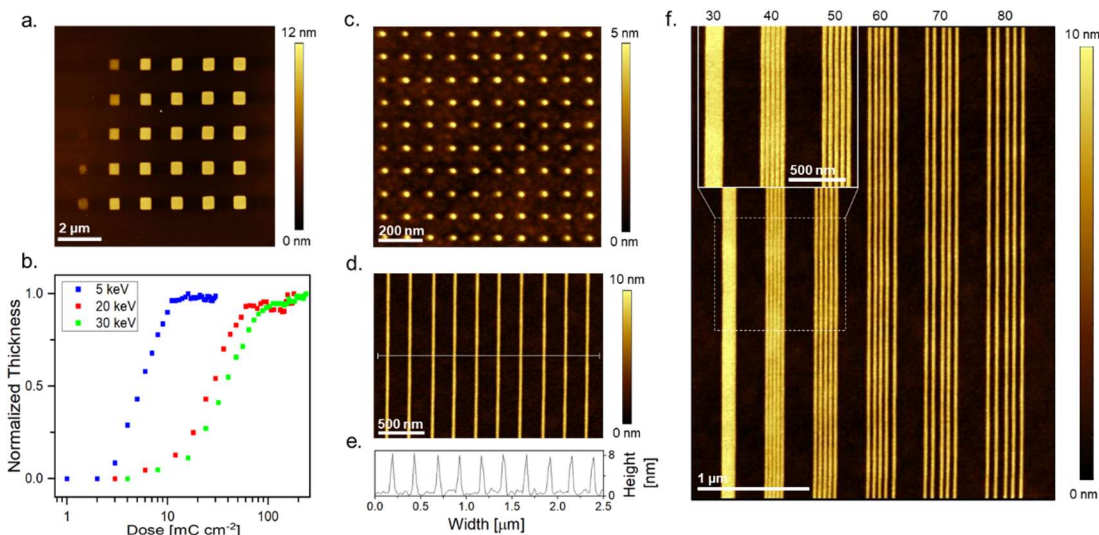 a.
12 nm
2 µm
0 nm
b.
5 keV
20 keV
30 keV
Normalized Thickness
1.0
0.5
0.0
1
10
100
Dose [mC cm⁻²]
c.
5 nm
200 nm
0 nm
d.
10 nm
500 nm
0 nm
e.
8
0
Height
[nm]
0.0 0.5 1.0 1.5 2.0 2.5
Width [µm]
f.
30 40 50 60 70 80
10 nm
500 nm
1 µm
0 nm